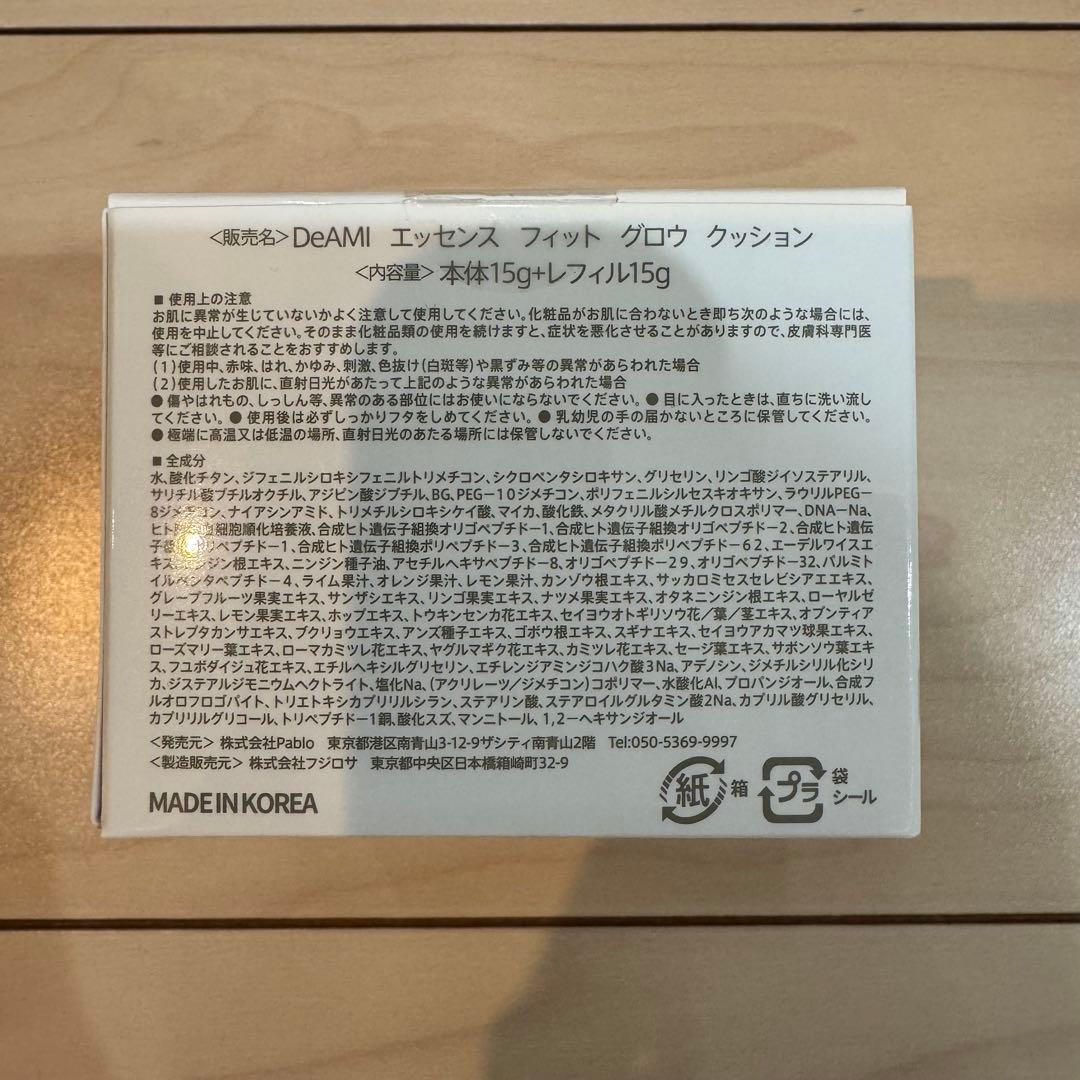 <販売名>DeAMI エッセンス フィット グロウ クッション
<内容量>本体15g+レフィル15g
■ 使用上の注意
お肌に異常が生じていないかよく注意して使用してください。化粧品がお肌に合わないとき即ち次のような場合には、
使用を中止してください。そのまま化粧品類の使用を続けますと、症状を悪化させることがありますので、皮膚科専門医
等にご相談されることをおすすめします。
(1)使用中、赤味、はれ、かゆみ、刺激、色抜け(白斑等)や黒ずみ等の異常があらわれた場合
(2)使用したお肌に、直射日光があたって上記のような異常があらわれた場合
● 傷やはれもの、しっしん等、異常のある部位にはお使いにならないでください。● 目に入ったときは、直ちに洗い流し
てください。● 使用後は必ずしっかりフタをしめてください。● 乳幼児の手の届かないところに保管してください。
● 極端に高温又は低温の場所、直射日光のあたる場所には保管しないでください。
■ 全成分
水、酸化チタン、ジフェニルシロキシフェニルトリメチコン、シクロペンタシロキサン、グリセリン、リンゴ酸ジイソステアリル、
サリチル酸ブチルオクチル、アジピン酸ジブチル、BG、PEG−10ジメチコン、ポリフェニルシルセスキオキサン、ラウリルPEG−
8ジメチコン、ナイアシンアミド、トリメチルシロキシケイ酸、マイカ、酸化鉄、メタクリル酸メチルクロスポリマー、DNA−Na、
ヒト 細胞順化培養液、合成ヒト遺伝子組換オリゴペプチド−1、合成ヒト遺伝子組換オリゴペプチド−2、合成ヒト遺伝
子 リペプチド−1、合成ヒト遺伝子組換ポリペプチド−3、合成ヒト遺伝子組換ポリペプチド−62、エーデルワイスエ
キス、 ジン根エキス、ニンジン種子油、アセチルヘキサペプチド−8、オリゴペプチド−29、オリゴペプチド−32、パルミト
イルペンタペプチド−4、ライム果汁、オレンジ果汁、レモン果汁、カンゾウ根エキス、サッカロミセスセレビシアエエキス、
グレープフルーツ果実エキス、サンザシエキス、リンゴ果実エキス、ナツメ果実エキス、オタネニンジン根エキス、ローヤルゼ
リーエキス、レモン果実エキス、ホップエキス、トウキンセンカ花エキス、セイヨウオトギリソウ花／葉／茎エキス、オプンティア
ストレプタカンサエキス、ブクリョウエキス、アンズ種子エキス、ゴボウ根エキス、スギナエキス、セイヨウアカマツ球果エキス、
ローズマリー葉エキス、ローマカミツレ花エキス、ヤグルマギク花エキス、カミツレ花エキス、セージ葉エキス、サボンソウ葉エキ
ス、フユボダイジュ花エキス、エチルヘキシルグリセリン、エチレンジアミンジコハク酸3Na、アデノシン、ジメチルシリル化シリ
カ、ジステアルジモニウムヘクトライト、塩化Na、(アクリレーツ／ジメチコン)コポリマー、水酸化Al、プロパンジオール、合成フ
ルオロフロゴパイト、トリエトキシカプリリルシラン、ステアリン酸、ステアロイルグルタミン酸2Na、カプリル酸グリセリル、
カプリリルグリコール、トリペプチド−1銅、酸化スズ、マンニトール、1,2−ヘキサンジオール
<発売元> 株式会社Pablo 東京都港区南青山3-12-9ザシティ南青山2階 Tel:050-5369-9997
<製造販売元> 株式会社フジロサ 東京都中央区日本橋箱崎町32-9
MADE IN KOREA
紙 箱 プラ 袋
シール